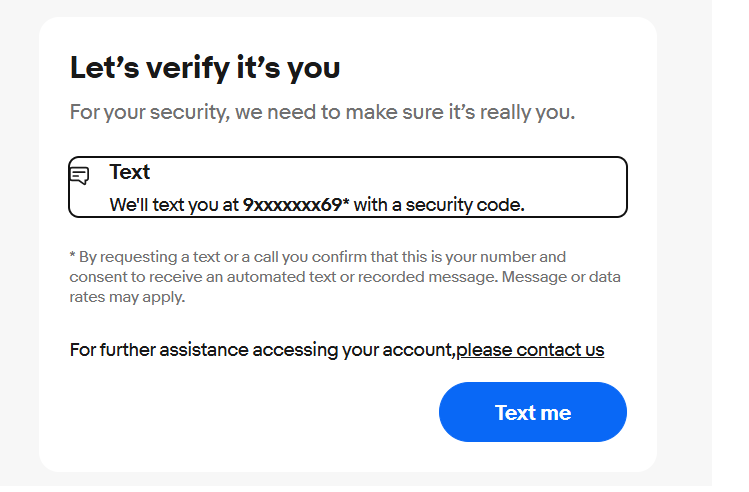 Let’s verify it’s you
For your security, we need to make sure it’s really you.
Text
We'll text you at 9xxxxxxx69* with a security code.
* By requesting a text or a call you confirm that this is your number and
consent to receive an automated text or recorded message. Message or data
rates may apply.
For further assistance accessing your account,please contact us
Text me